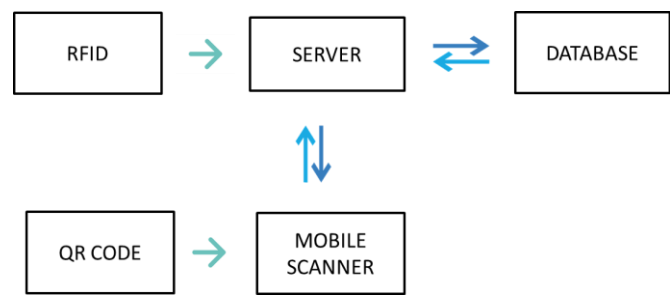 RFID
SERVER
DATABASE
QR CODE
MOBILE
SCANNER